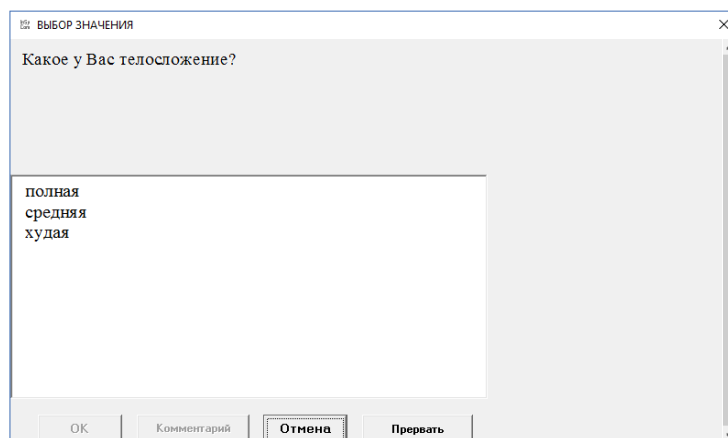 ВЫБОР ЗНАЧЕНИЯ
Какое у Вас телосложение?
полная
средняя
худая
OK Комментарий Отмена Прервать